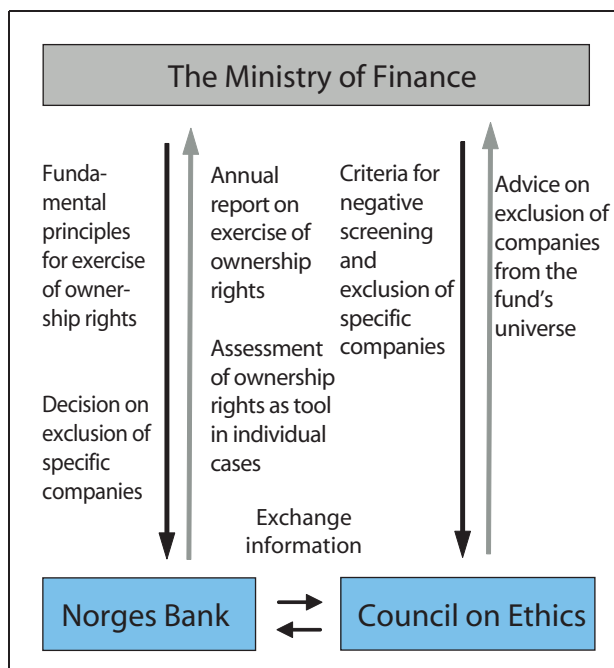 The Ministry of Finance
Funda-
mental
principles
for exercise
of owner-
ship rights
Decision on
exclusion of
specific
companies
Annual
report on
exercise of
ownership
rights
Assessment
of ownership
rights as tool
in individual
cases
Criteria for
negative
screening
and
exclusion of
specific
companies
Advice on
exclusion of
companies
from the
fund's
universe
Exchange
information
Norges Bank
Council on Ethics